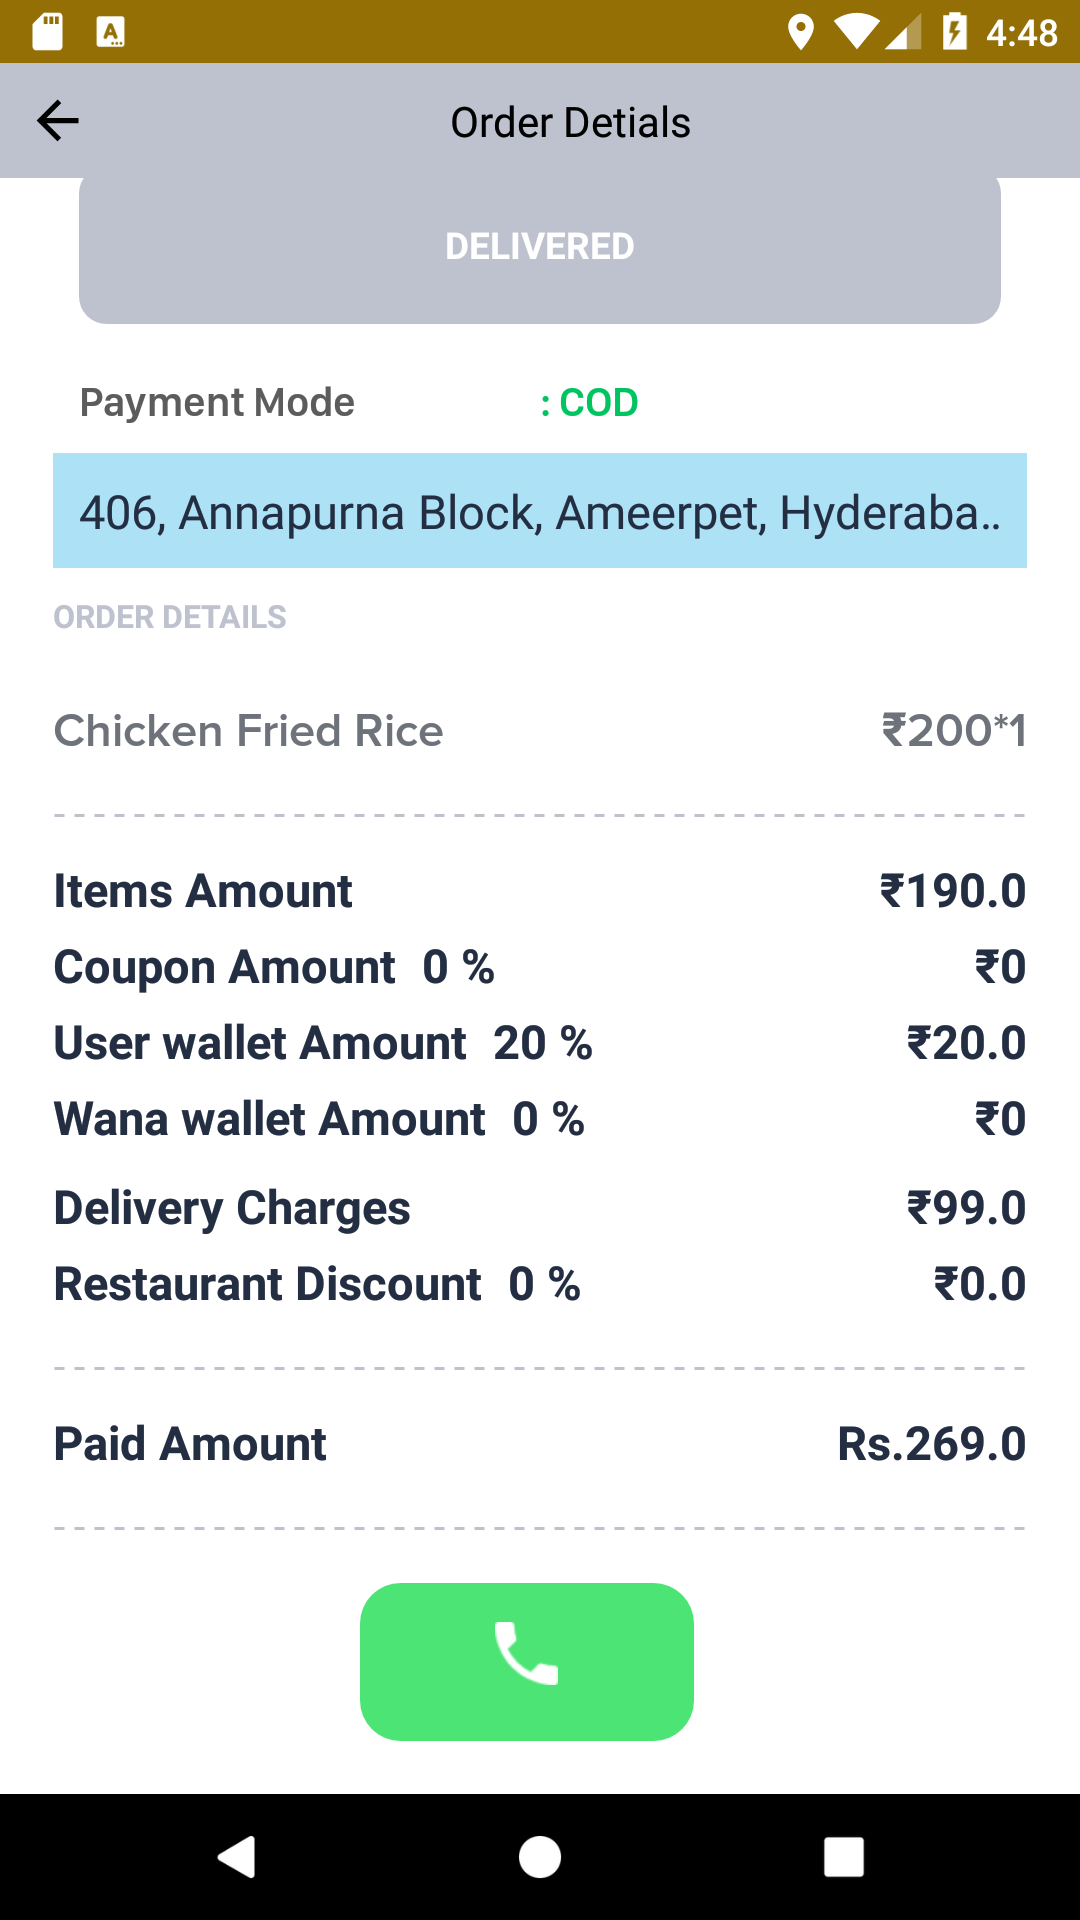 4:48
Order Detials
DELIVERED
Payment Mode : COD
406, Annapurna Block, Ameerpet, Hyderaba..
ORDER DETAILS
Chicken Fried Rice ₹200*1
Items Amount ₹190.0
Coupon Amount 0 % ₹0
User wallet Amount 20 % ₹20.0
Wana wallet Amount 0 % ₹0
Delivery Charges ₹99.0
Restaurant Discount 0 % ₹0.0
Paid Amount Rs.269.0